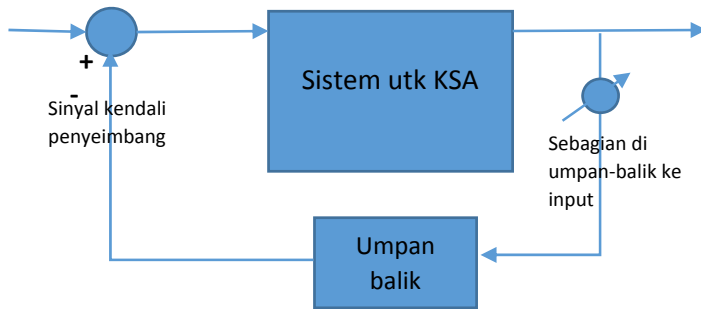 Sistem utk KSA
+
-
Sinyal kendali
penyeimbang
Sebagian di
umpan-balik ke
input
Umpan
balik